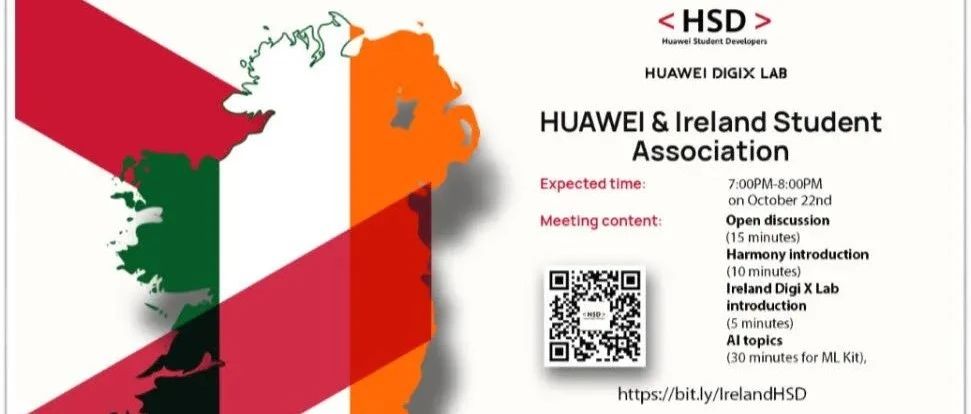 < HSD >
Huawei Student Developers
HUAWEI DIGIX LAB
HUAWEI & Ireland Student
Association
Expected time:
7:00PM-8:00PM
on October 22nd
Meeting content:
Open discussion
(15 minutes)
Harmony introduction
(10 minutes)
Ireland Digi X Lab
introduction
(5 minutes)
AI topics
(30 minutes for ML Kit),
<HSD>
https://bit.ly/IrelandHSD